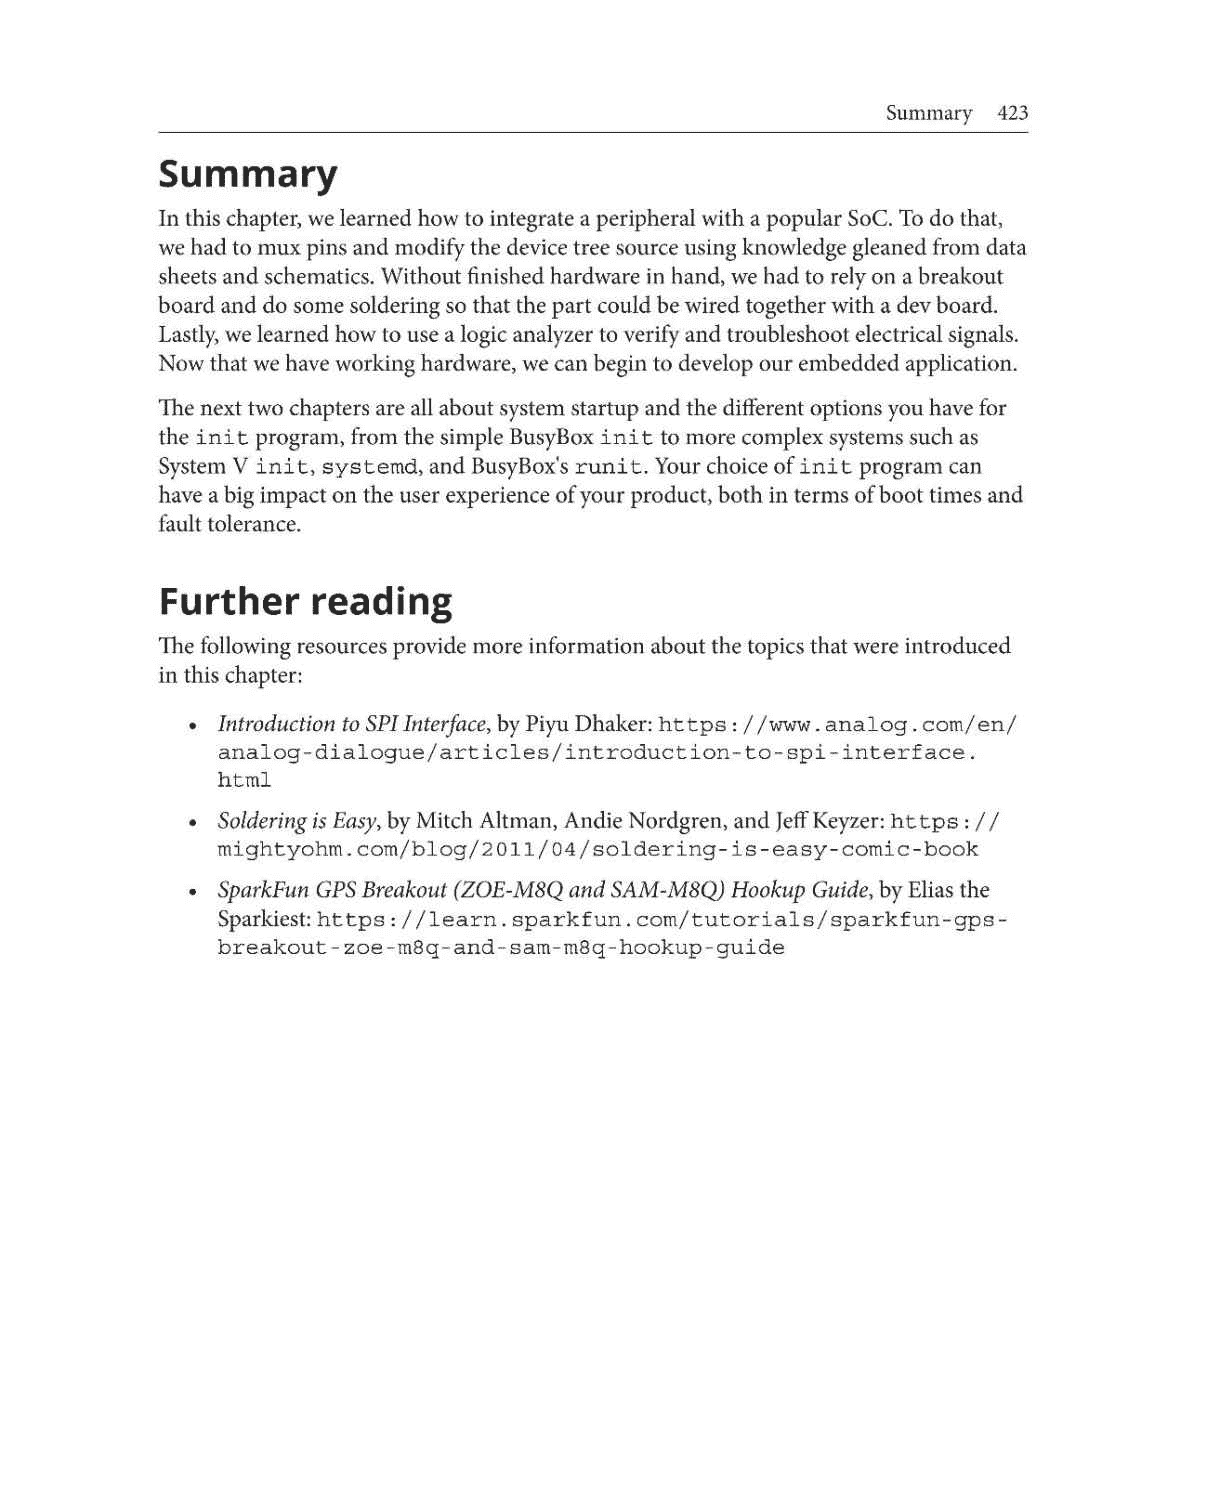 Summary 423
Summary
In this chapter, we learned how to integrate a peripheral with a popular SoC. To do that,
we had to mux pins and modify the device tree source using knowledge gleaned from data
sheets and schematics. Without finished hardware in hand, we had to rely on a breakout
board and do some soldering so that the part could be wired together with a dev board.
Lastly, we learned how to use a logic analyzer to verify and troubleshoot electrical signals.
Now that we have working hardware, we can begin to develop our embedded application.
The next two chapters are all about system startup and the different options you have for
the init program, from the simple BusyBox init to more complex systems such as
System V init, systemd, and BusyBox's runit. Your choice of init program can
have a big impact on the user experience of your product, both in terms of boot times and
fault tolerance.
Further reading
The following resources provide more information about the topics that were introduced
in this chapter:
• Introduction to SPI Interface, by Piyu Dhaker: https://www.analog.com/en/
analog-dialogue/articles/introduction-to-spi-interface.
html
• Soldering is Easy, by Mitch Altman, Andie Nordgren, and Jeff Keyzer: https://
mightyohm.com/blog/2011/04/soldering-is-easy-comic-book
• SparkFun GPS Breakout (ZOE-M8Q and SAM-M8Q) Hookup Guide, by Elias the
Sparkiest: https://learn.sparkfun.com/tutorials/sparkfun-gps-
breakout-zoe-m8q-and-sam-m8q-hookup-guide